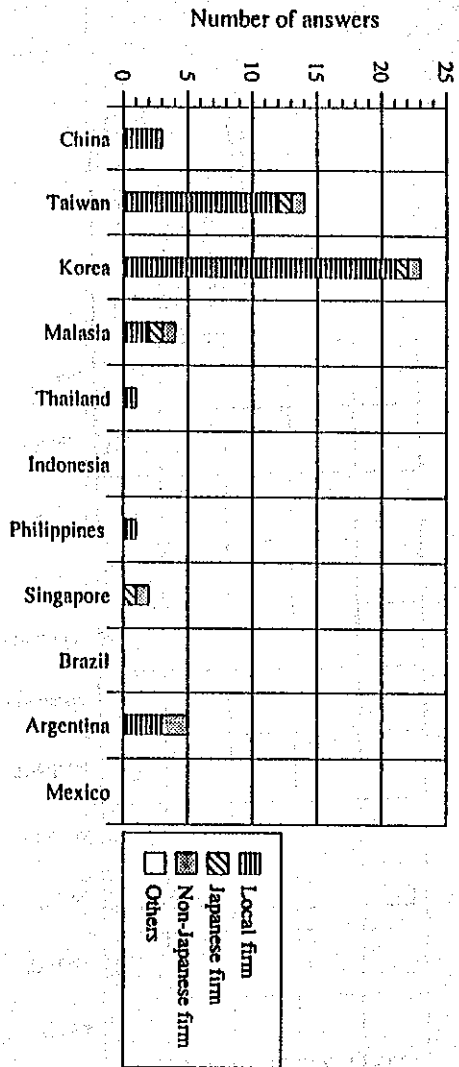 Number of answers
0 5 10 15 20 25
China
Taiwan
Korea
Malasia
Thailand
Indonesia
Philippines
Singapore
Brazil
Argentina
Mexico
Local firm
Japanese firm
Non-Japanese firm
Others